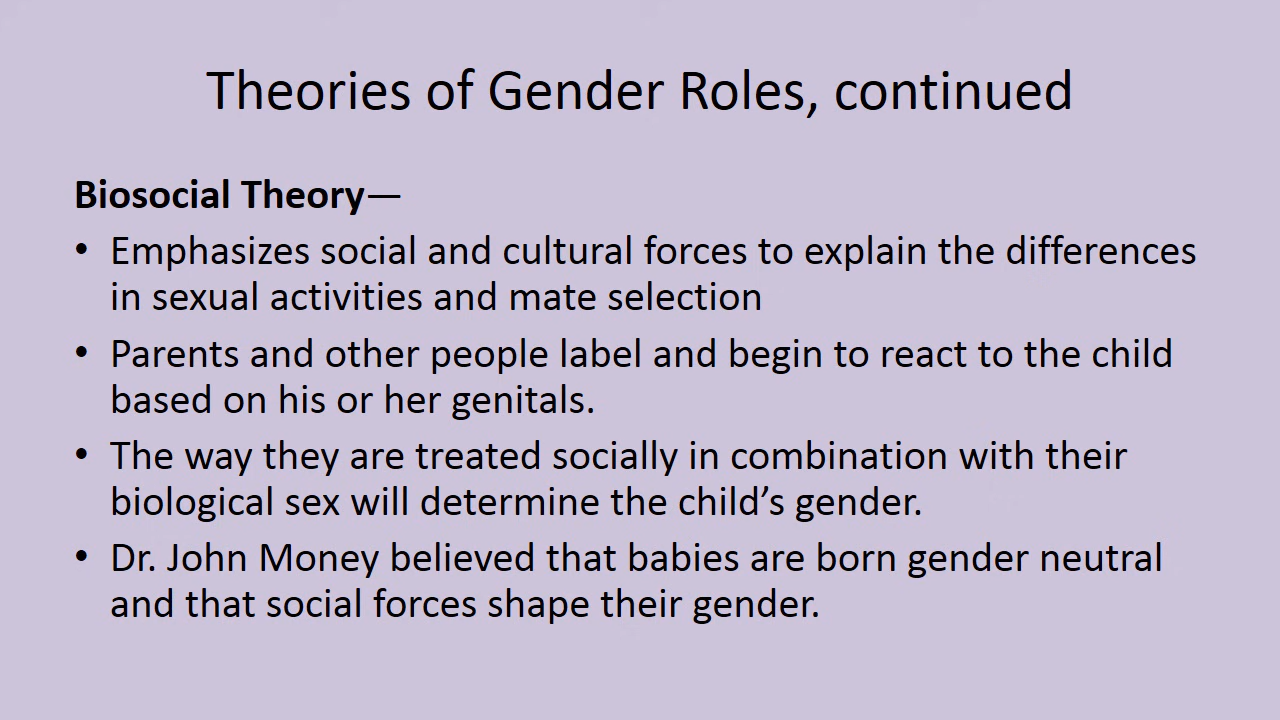 Theories of Gender Roles, continued
Biosocial Theory—
• Emphasizes social and cultural forces to explain the differences
in sexual activities and mate selection
• Parents and other people label and begin to react to the child
based on his or her genitals.
• The way they are treated socially in combination with their
biological sex will determine the child’s gender.
• Dr. John Money believed that babies are born gender neutral
and that social forces shape their gender.